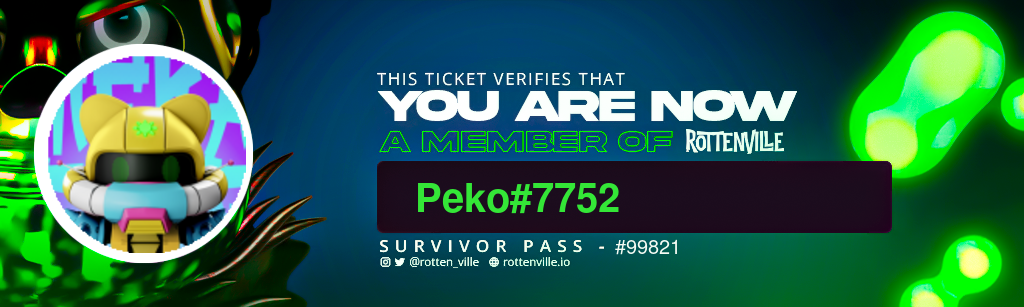 THIS TICKET VERIFIES THAT
YOU ARE NOW
A MEMBER OF ROTTENVILLE
Peko#7752
SURVIVOR PASS - #99821
@rotten_ville rottenville.io